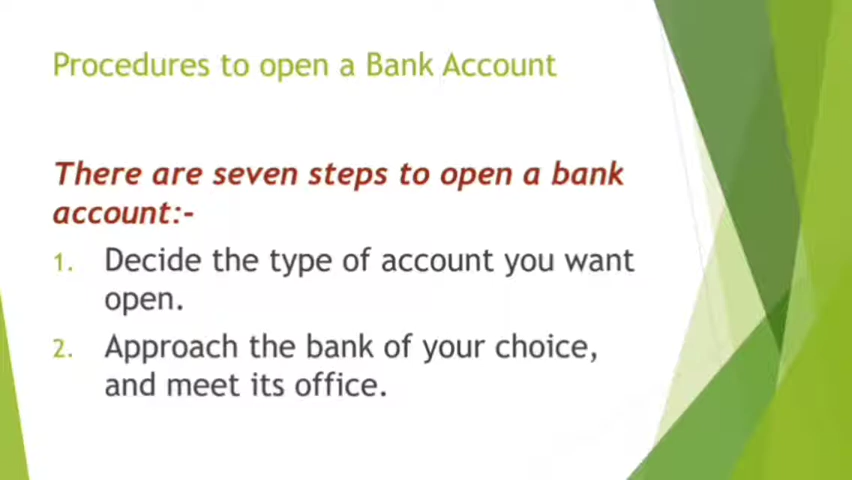 Procedures to open a Bank Account
There are seven steps to open a bank
account:-
1. Decide the type of account you want
open.
2. Approach the bank of your choice,
and meet its office.